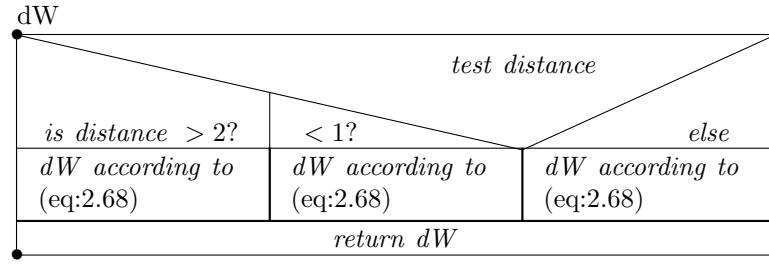 dW
test distance
is distance > 2?
< 1?
else
dW according to
(eq:2.68)
dW according to
(eq:2.68)
dW according to
(eq:2.68)
return dW